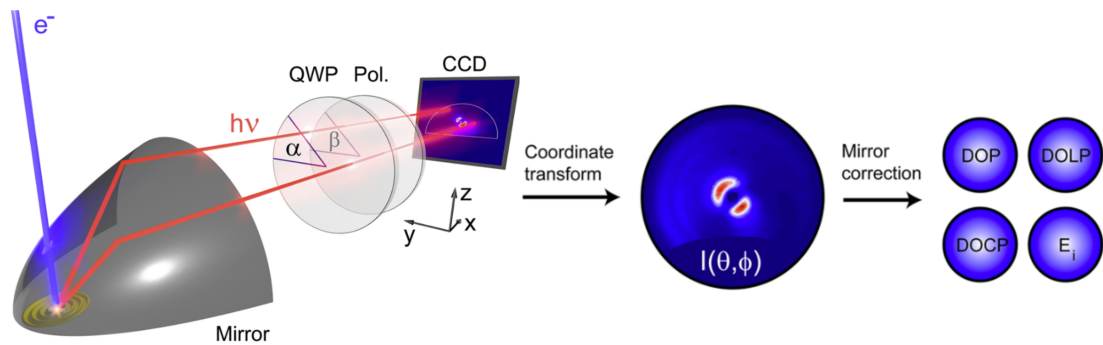 e⁻
hν
QWP
Pol.
CCD
α
β
z
y
x
Mirror
Coordinate
transform
I(θ,ϕ)
Mirror
correction
DOP
DOLP
DOCP
Eᵢ